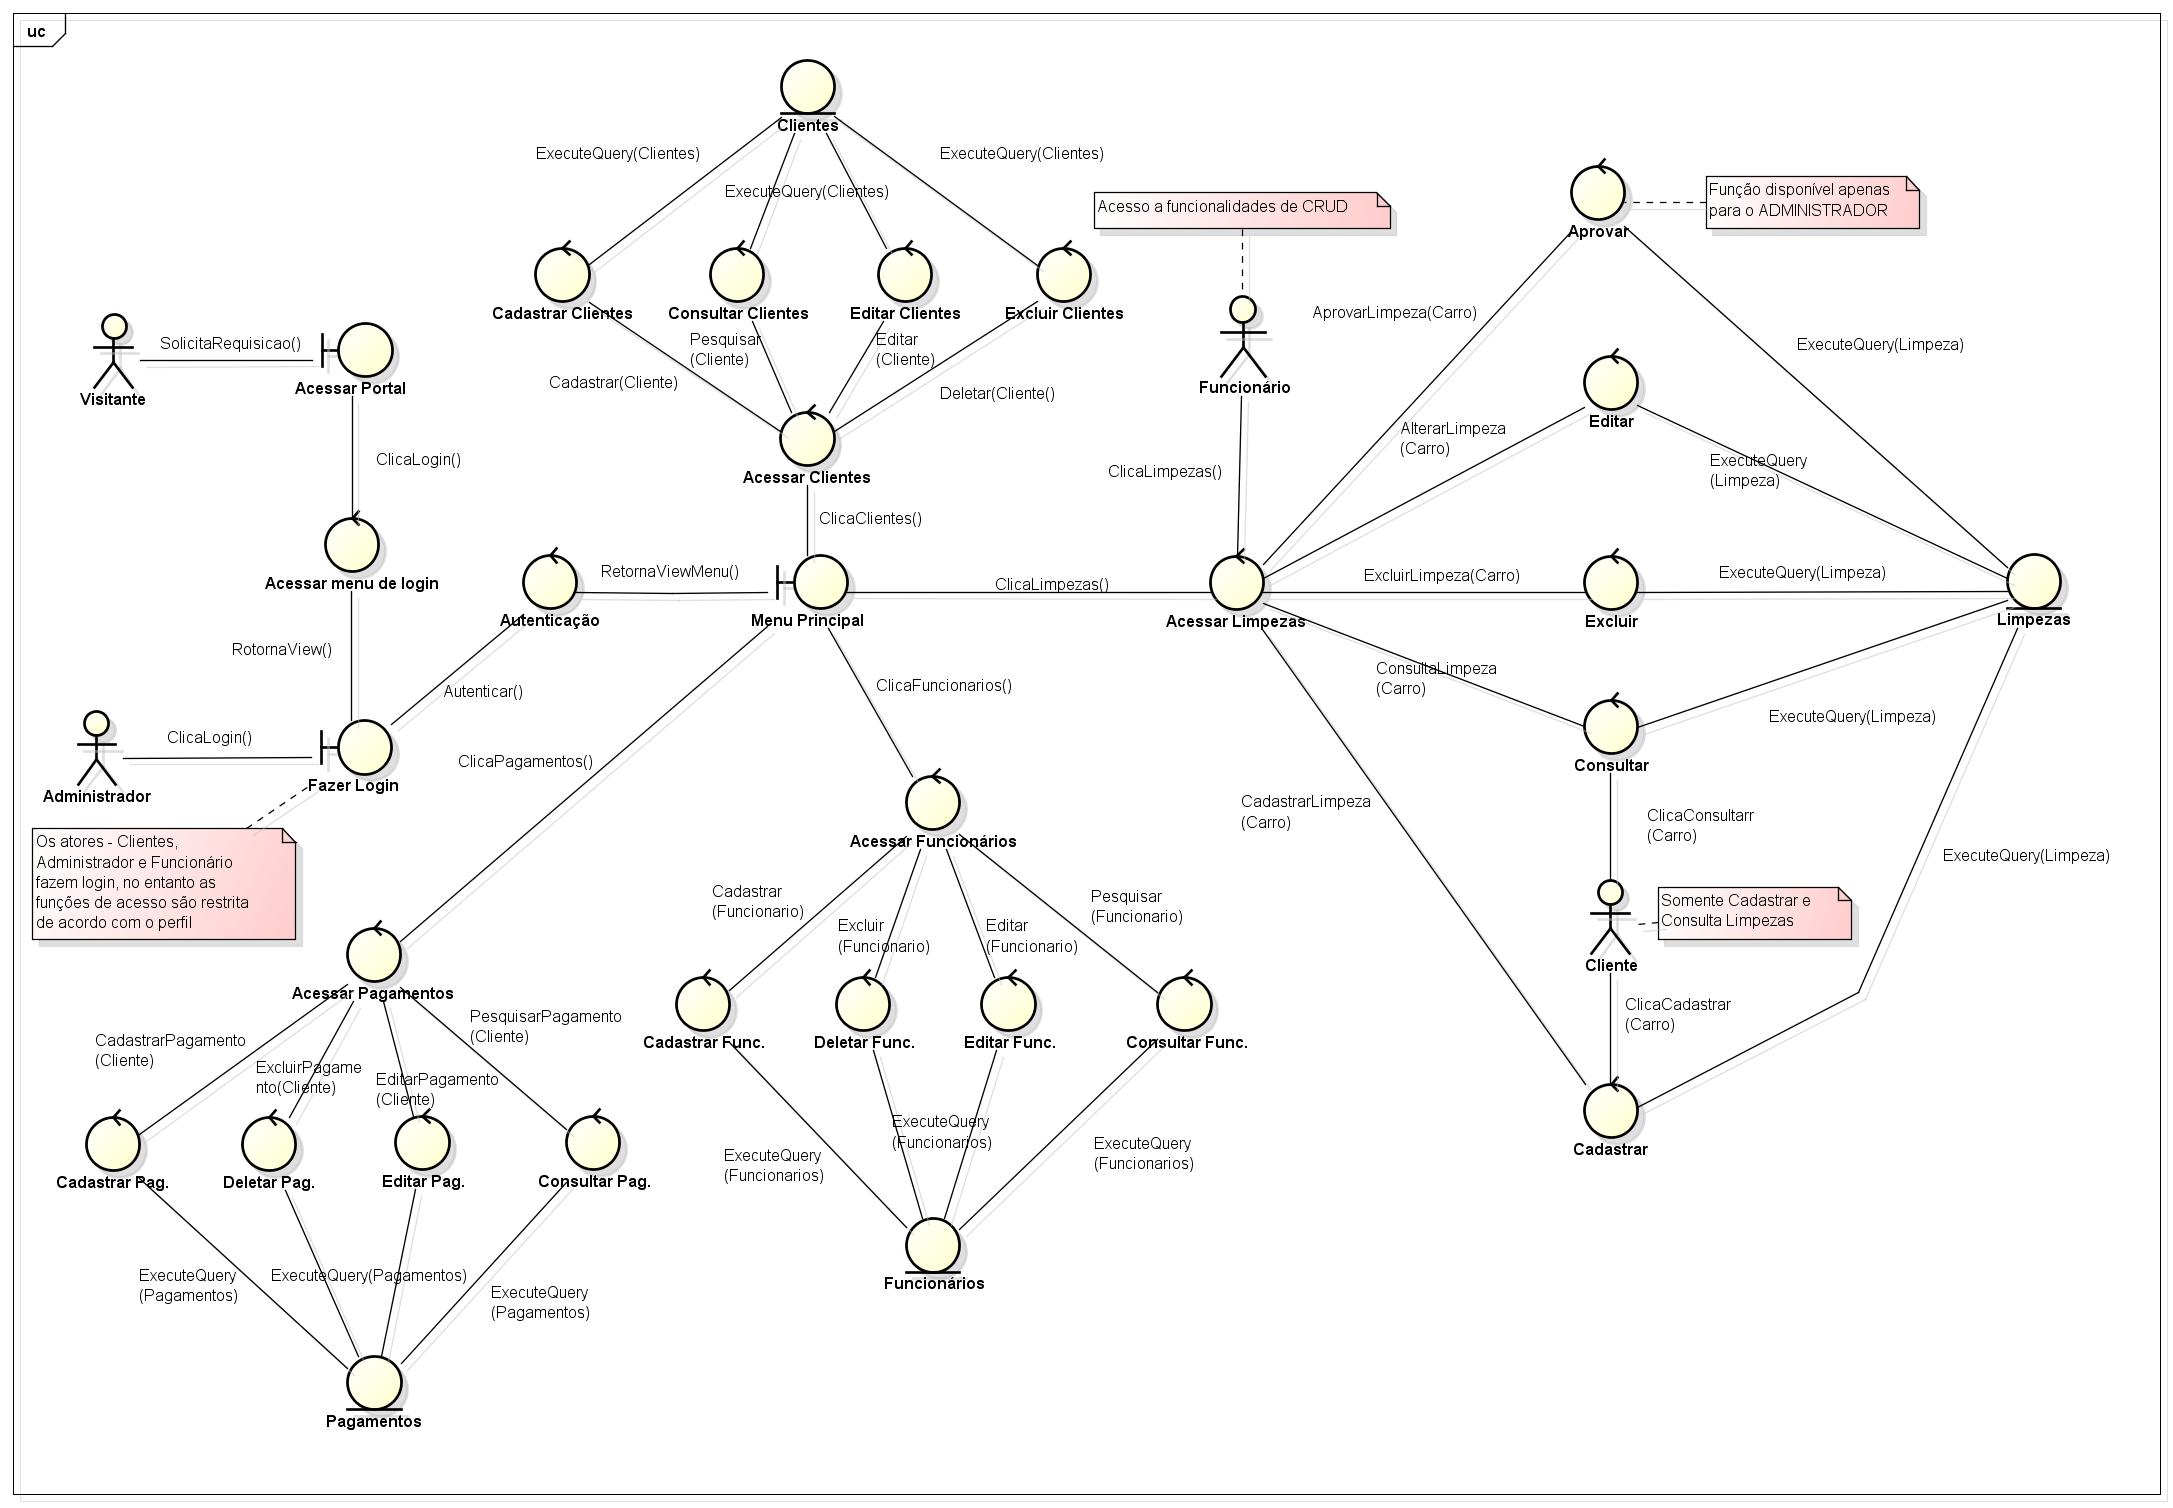 uc
Clientes
ExecuteQuery(Clientes)
ExecuteQuery(Clientes)
ExecuteQuery(Clientes)
Cadastrar Clientes
Consultar Clientes
Editar Clientes
Excluir Clientes
Pesquisar
(Cliente)
Editar
(Cliente)
Cadastrar(Cliente)
Deletar(Cliente()
Acessar Clientes
ClicaClientes()
Visitante
SolicitaRequisicao()
Acessar Portal
ClicaLogin()
Acessar menu de login
RotornaView()
Autenticação
RetornaViewMenu()
Menu Principal
Autenticar()
Administrador
ClicaLogin()
Fazer Login
Os atores - Clientes,
Administrador e Funcionário
fazem login, no entanto as
funções de acesso são restrita
de acordo com o perfil
ClicaPagamentos()
ClicaFuncionarios()
ClicaLimpezas()
Acesso a funcionalidades de CRUD
Funcionário
ClicaLimpezas()
Acessar Limpezas
Aprovar
Função disponível apenas
para o ADMINISTRADOR
AprovarLimpeza(Carro)
ExecuteQuery(Limpeza)
Editar
AlterarLimpeza
(Carro)
ExecuteQuery
(Limpeza)
ExcluirLimpeza(Carro)
Excluir
ExecuteQuery(Limpeza)
Limpezas
ConsultaLimpeza
(Carro)
Consultar
ExecuteQuery(Limpeza)
CadastrarLimpeza
(Carro)
ClicaConsultarr
(Carro)
ExecuteQuery(Limpeza)
Cliente
Somente Cadastrar e
Consulta Limpezas
ClicaCadastrar
(Carro)
Cadastrar
Acessar Funcionários
Cadastrar
(Funcionario)
Excluir
(Funcionario)
Editar
(Funcionario)
Pesquisar
(Funcionario)
Cadastrar Func.
Deletar Func.
Editar Func.
Consultar Func.
ExecuteQuery
(Funcionarios)
ExecuteQuery
(Funcionarios)
ExecuteQuery
(Funcionarios)
Funcionários
Acessar Pagamentos
CadastrarPagamento
(Cliente)
ExcluirPagame
nto(Cliente)
EditarPagamento
(Cliente)
PesquisarPagamento
(Cliente)
Cadastrar Pag.
Deletar Pag.
Editar Pag.
Consultar Pag.
ExecuteQuery
(Pagamentos)
ExecuteQuery(Pagamentos)
ExecuteQuery
(Pagamentos)
Pagamentos